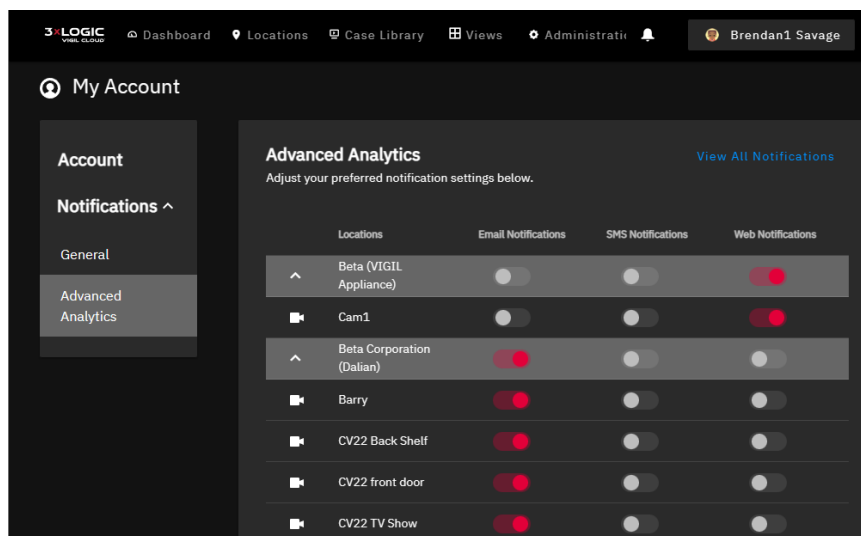 3xLOGIC
VIGIL CLOUD
Dashboard
Locations
Case Library
Views
Administratic
Brendan1 Savage
My Account
Account
Notifications
General
Advanced
Analytics
Advanced Analytics
View All Notifications
Adjust your preferred notification settings below.
Locations
Email Notifications
SMS Notifications
Web Notifications
Beta (VIGIL
Appliance)
Cam1
Beta Corporation
(Dalian)
Barry
CV22 Back Shelf
CV22 front door
CV22 TV Show